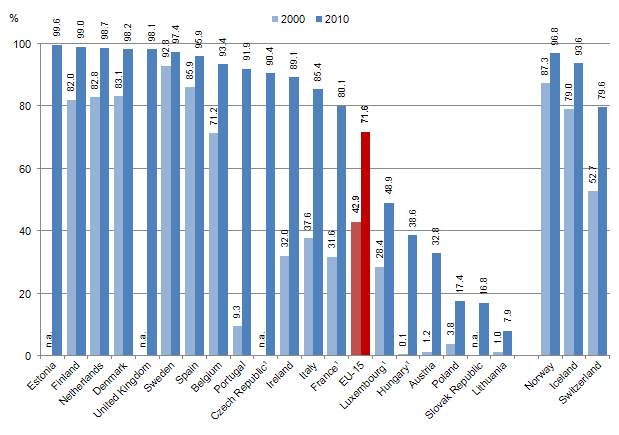 %
2000 2010
100
80
60
40
20
0
n.a. 99.6
82.0 99.0
82.8 98.7
83.1 98.2
n.a. 98.1
92.8 97.4
85.9 95.9
71.2 93.4
9.3 91.9
n.a. 90.4
32.0 89.1
37.6 85.4
31.6 80.1
42.9 71.6
28.4 48.9
0.1 38.6
1.2 32.8
3.8 17.4
n.a. 16.8
1.0 7.9
87.3 96.8
79.0 93.6
52.7 79.6
Estonia
Finland
Netherlands
Denmark
United Kingdom
Sweden
Spain
Belgium
Portugal
Czech Republic¹
Ireland
Italy
France¹
EU-15
Luxembourg¹
Hungary¹
Austria
Poland
Slovak Republic
Lithuania
Norway
Iceland
Switzerland